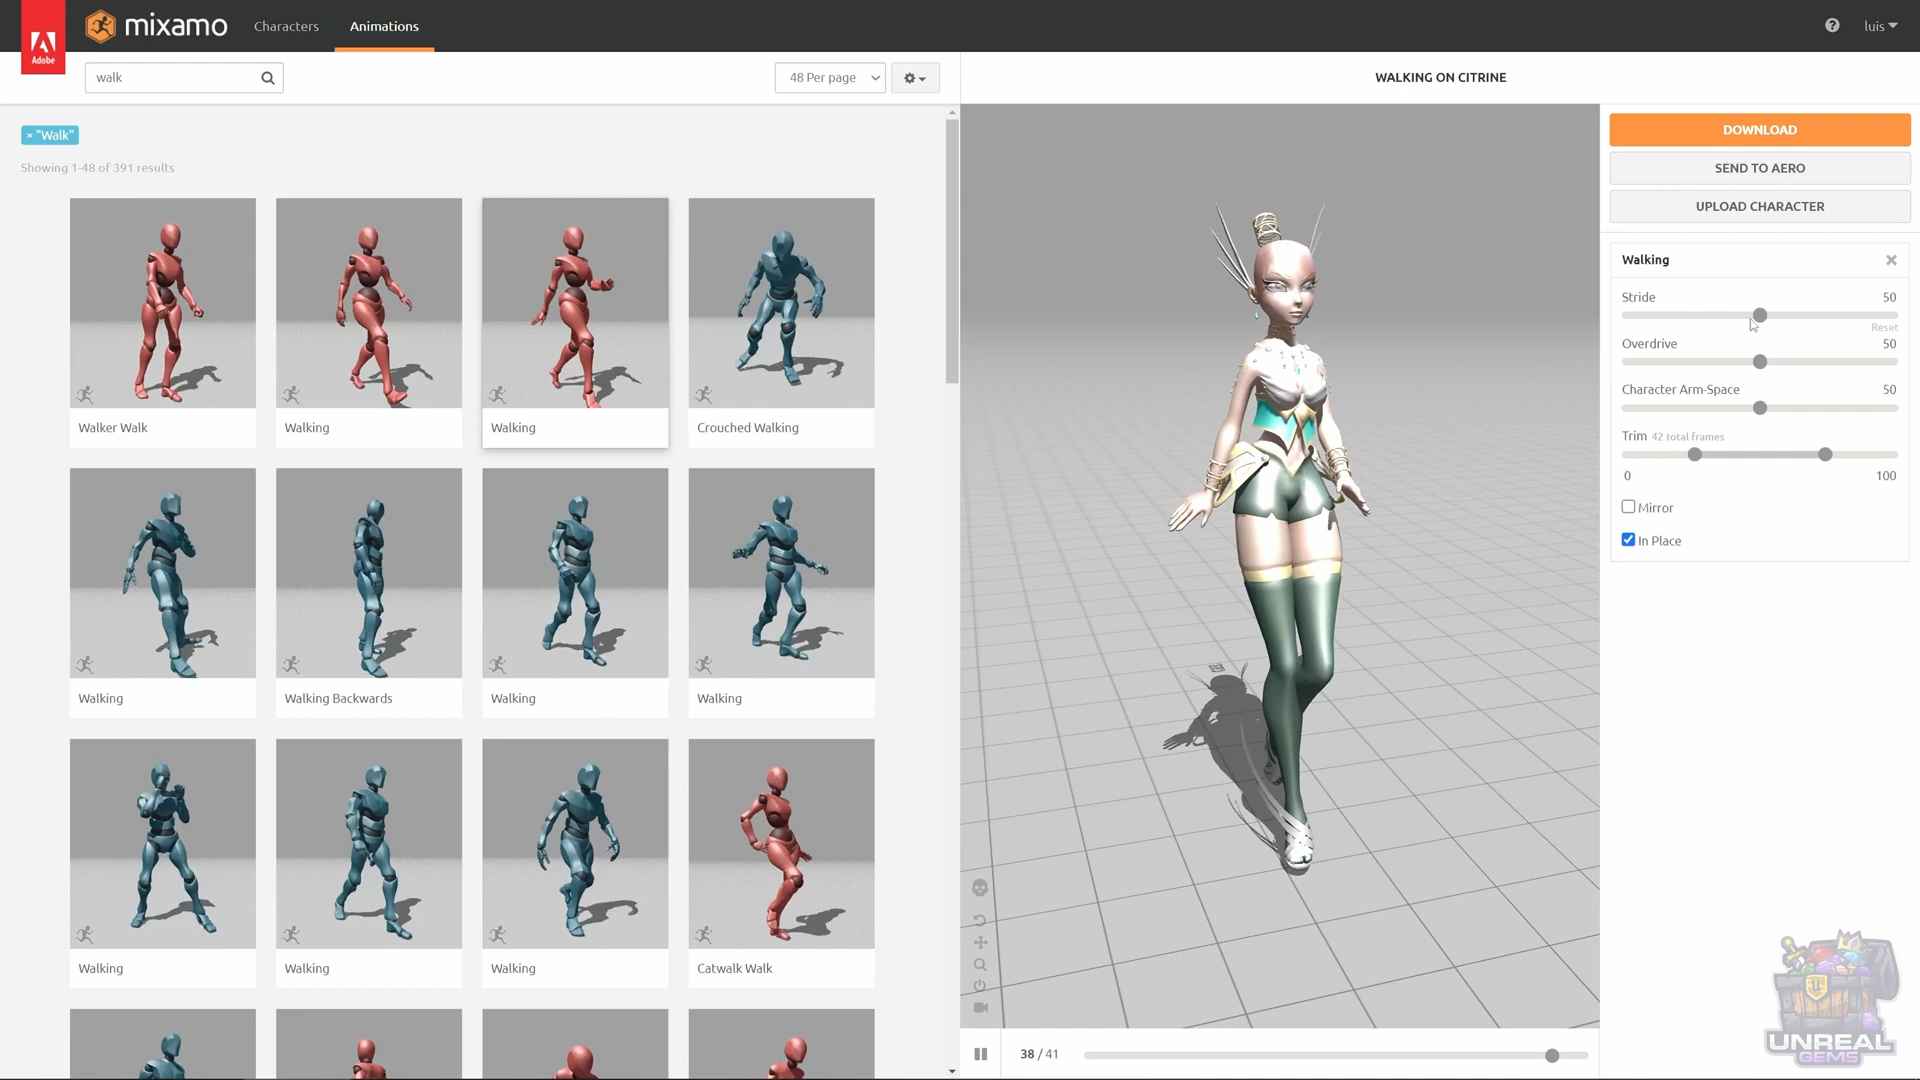 Adobe
mixamo
Characters
Animations
luis
walk
48 Per page
WALKING ON CITRINE
× "Walk"
Showing 1-48 of 391 results
Walker Walk
Walking
Walking
Crouched Walking
Walking
Walking Backwards
Walking
Walking
Walking
Walking
Walking
Catwalk Walk
DOWNLOAD
SEND TO AERO
UPLOAD CHARACTER
Walking
Stride 50
Reset
Overdrive 50
Character Arm-Space 50
Trim 42 total frames
0 100
Mirror
In Place
38 / 41
UNREAL
GEMS